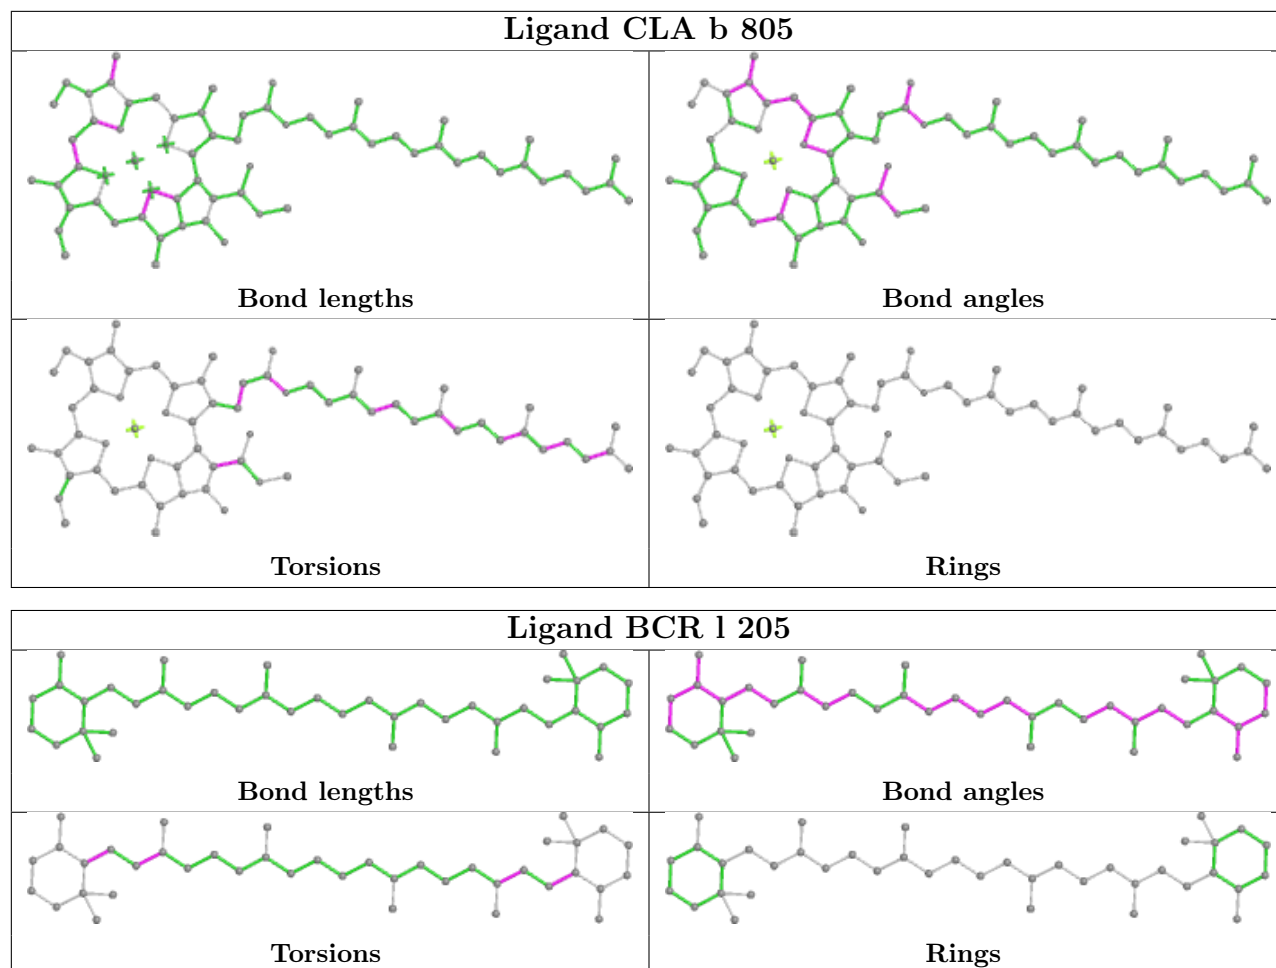 Ligand CLA b 805
Bond lengths
Bond angles
Torsions
Rings
Ligand BCR l 205
Bond lengths
Bond angles
Torsions
Rings